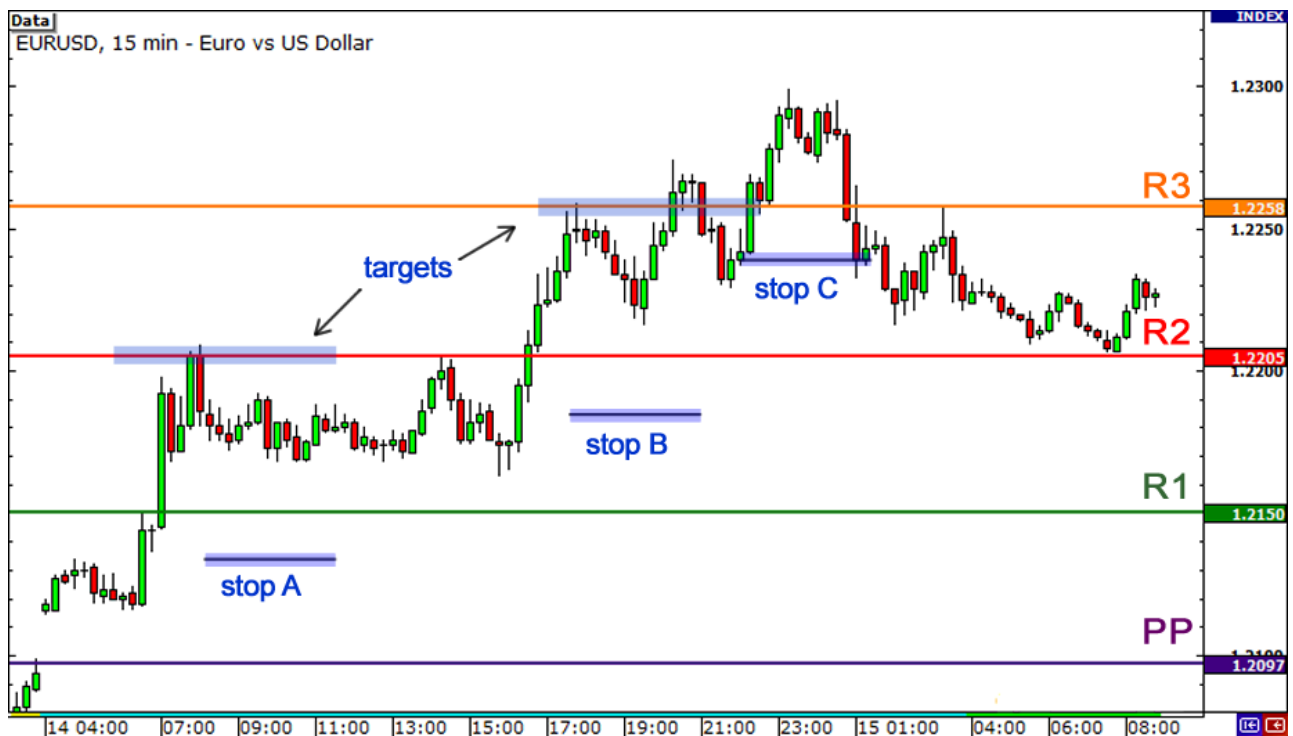 Data
INDEX
EURUSD, 15 min - Euro vs US Dollar
1.2300
R3
1.2258
1.2250
targets
stop C
R2
1.2205
1.2200
stop B
R1
1.2150
stop A
PP
1.2100
1.2097
14 04:00 07:00 09:00 11:00 13:00 15:00 17:00 19:00 21:00 23:00 15 01:00 04:00 06:00 08:00